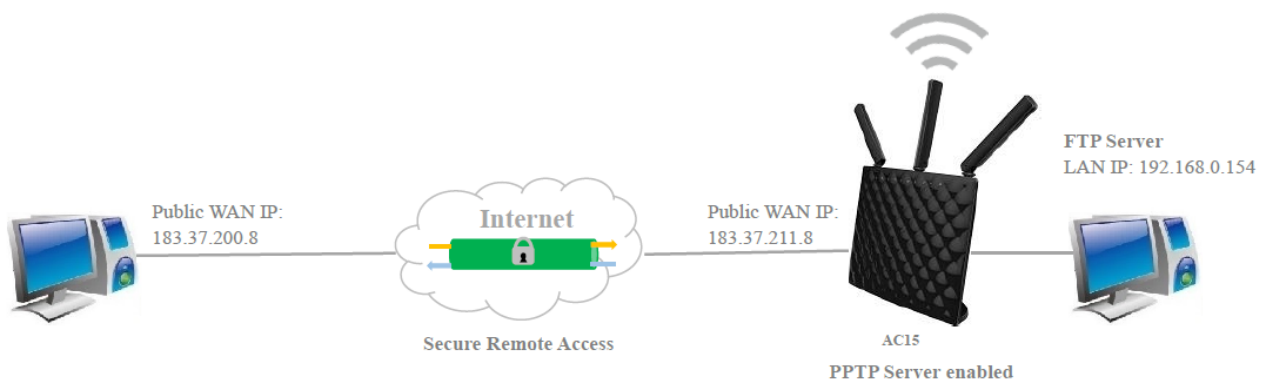 Public WAN IP:
183.37.200.8
Internet
Secure Remote Access
Public WAN IP:
183.37.211.8
AC15
PPTP Server enabled
FTP Server
LAN IP: 192.168.0.154